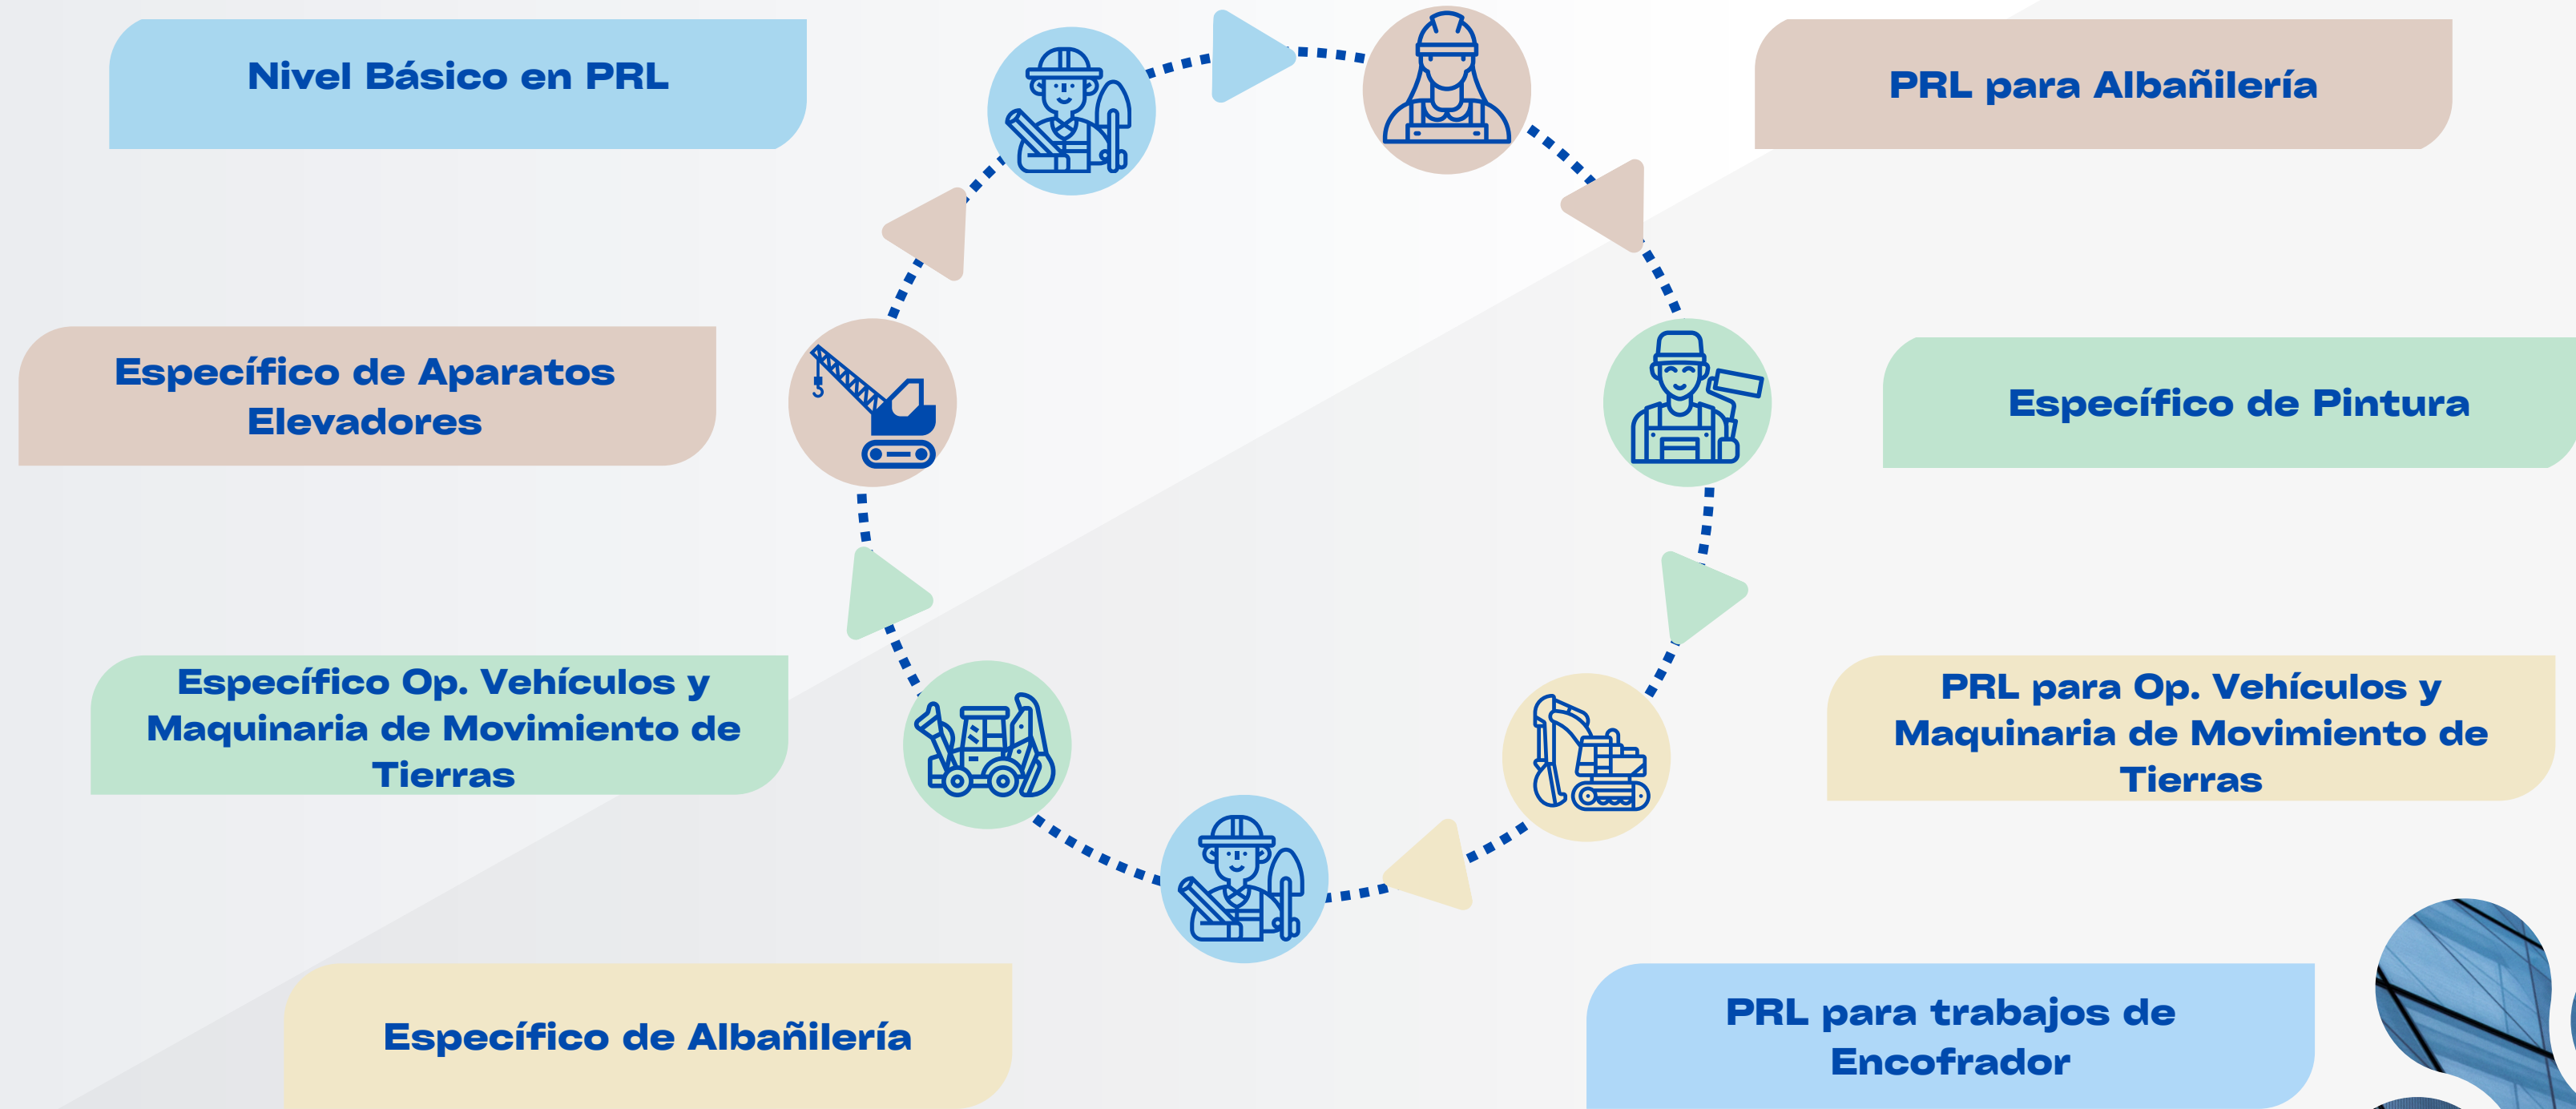 Nivel Básico en PRL
PRL para Albañilería
Específico de Aparatos
Elevadores
Específico de Pintura
Específico Op. Vehículos y
Maquinaria de Movimiento de
Tierras
PRL para Op. Vehículos y
Maquinaria de Movimiento de
Tierras
Específico de Albañilería
PRL para trabajos de
Encofrador